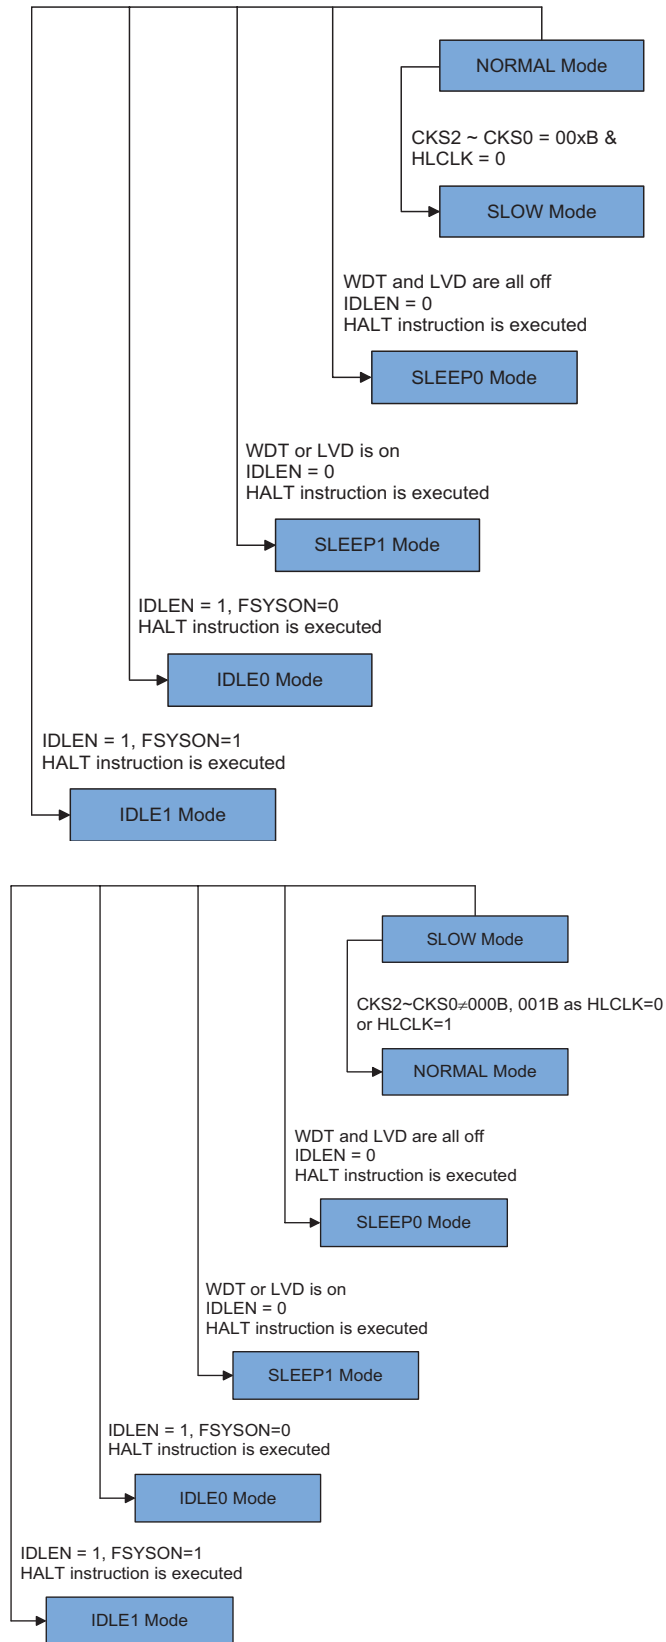 NORMAL Mode
CKS2 ~ CKS0 = 00xB &
HLCLK = 0
SLOW Mode
WDT and LVD are all off
IDLEN = 0
HALT instruction is executed
SLEEP0 Mode
WDT or LVD is on
IDLEN = 0
HALT instruction is executed
SLEEP1 Mode
IDLEN = 1, FSYSON=0
HALT instruction is executed
IDLE0 Mode
IDLEN = 1, FSYSON=1
HALT instruction is executed
IDLE1 Mode
SLOW Mode
CKS2~CKS0≠000B, 001B as HLCLK=0
or HLCLK=1
NORMAL Mode
WDT and LVD are all off
IDLEN = 0
HALT instruction is executed
SLEEP0 Mode
WDT or LVD is on
IDLEN = 0
HALT instruction is executed
SLEEP1 Mode
IDLEN = 1, FSYSON=0
HALT instruction is executed
IDLE0 Mode
IDLEN = 1, FSYSON=1
HALT instruction is executed
IDLE1 Mode